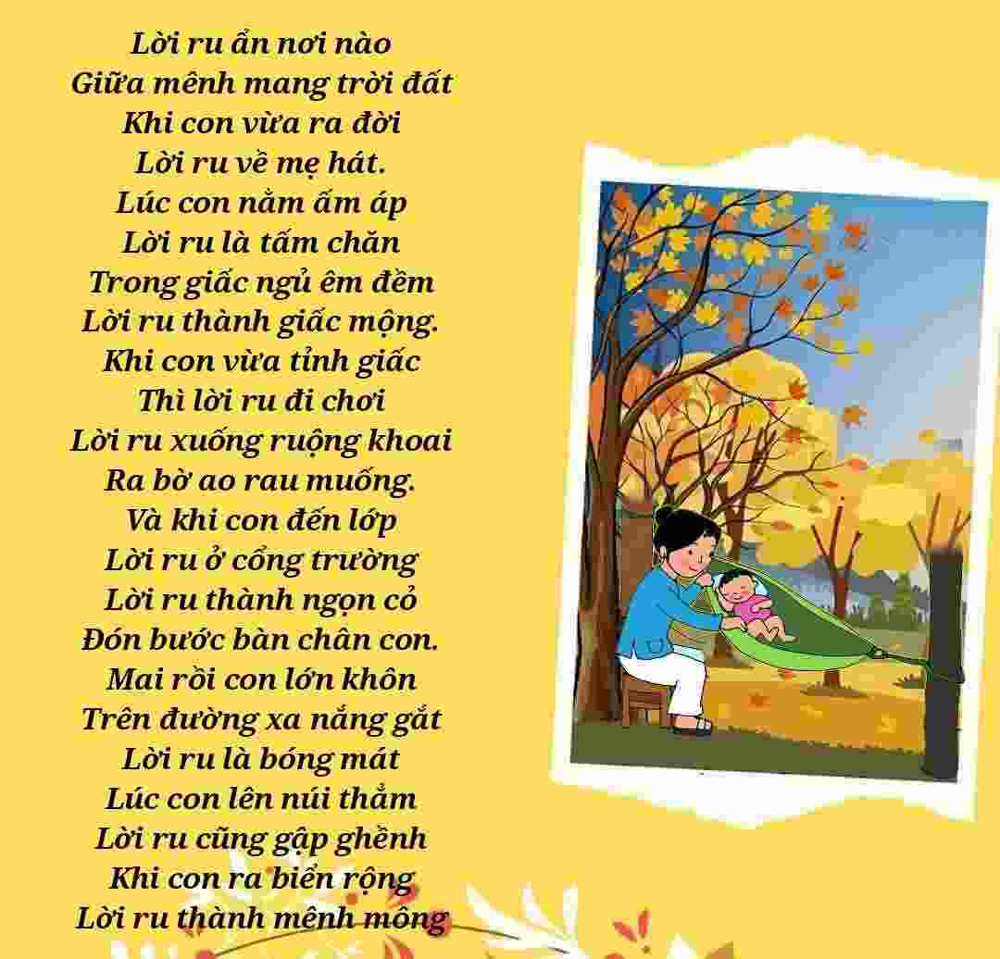 Lời ru ẩn nơi nào
Giữa mênh mang trời đất
Khi con vừa ra đời
Lời ru về mẹ hát.
Lúc con nằm ấm áp
Lời ru là tấm chăn
Trong giấc ngủ êm đềm
Lời ru thành giấc mộng.
Khi con vừa tỉnh giấc
Thì lời ru đi chơi
Lời ru xuống ruộng khoai
Ra bờ ao rau muống.
Và khi con đến lớp
Lời ru ở cổng trường
Lời ru thành ngọn cỏ
Đón bước bàn chân con.
Mai rồi con lớn khôn
Trên đường xa nắng gắt
Lời ru là bóng mát
Lúc con lên núi thẳm
Lời ru cũng gập ghềnh
Khi con ra biển rộng
Lời ru thành mênh mông